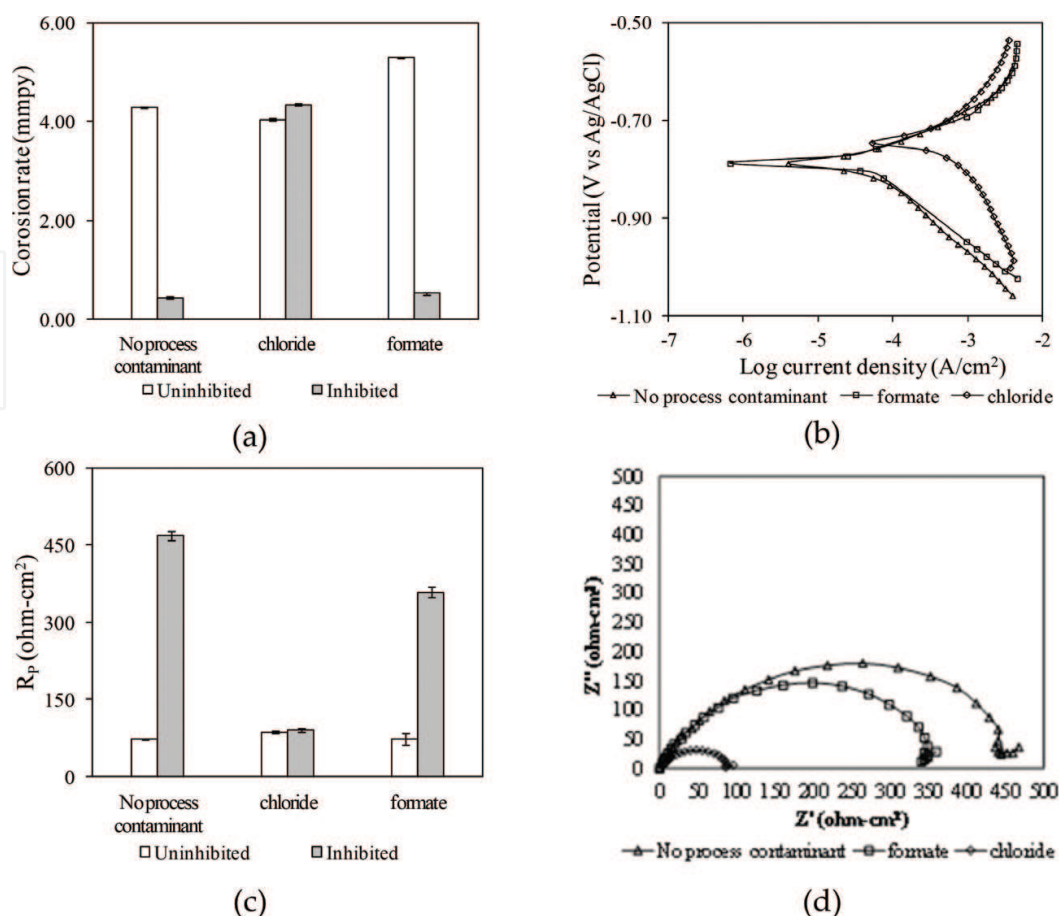 Corosion rate (mmpy)
6.00
4.00
2.00
0.00
No process
contaminant
chloride
formate
Uninhibited
Inhibited
(a)
Potential (V vs Ag/AgCl)
-0.50
-0.70
-0.90
-1.10
-7
-6
-5
-4
-3
-2
Log current density (A/cm²)
No process contaminant
formate
chloride
(b)
RP (ohm-cm²)
600
450
300
150
0
No process
contaminant
chloride
formate
Uninhibited
Inhibited
(c)
Z" (ohm-cm²)
500
450
400
350
300
250
200
150
100
50
0
0
50
100
150
200
250
300
350
400
450
500
Z' (ohm-cm²)
No process contaminant
formate
chloride
(d)